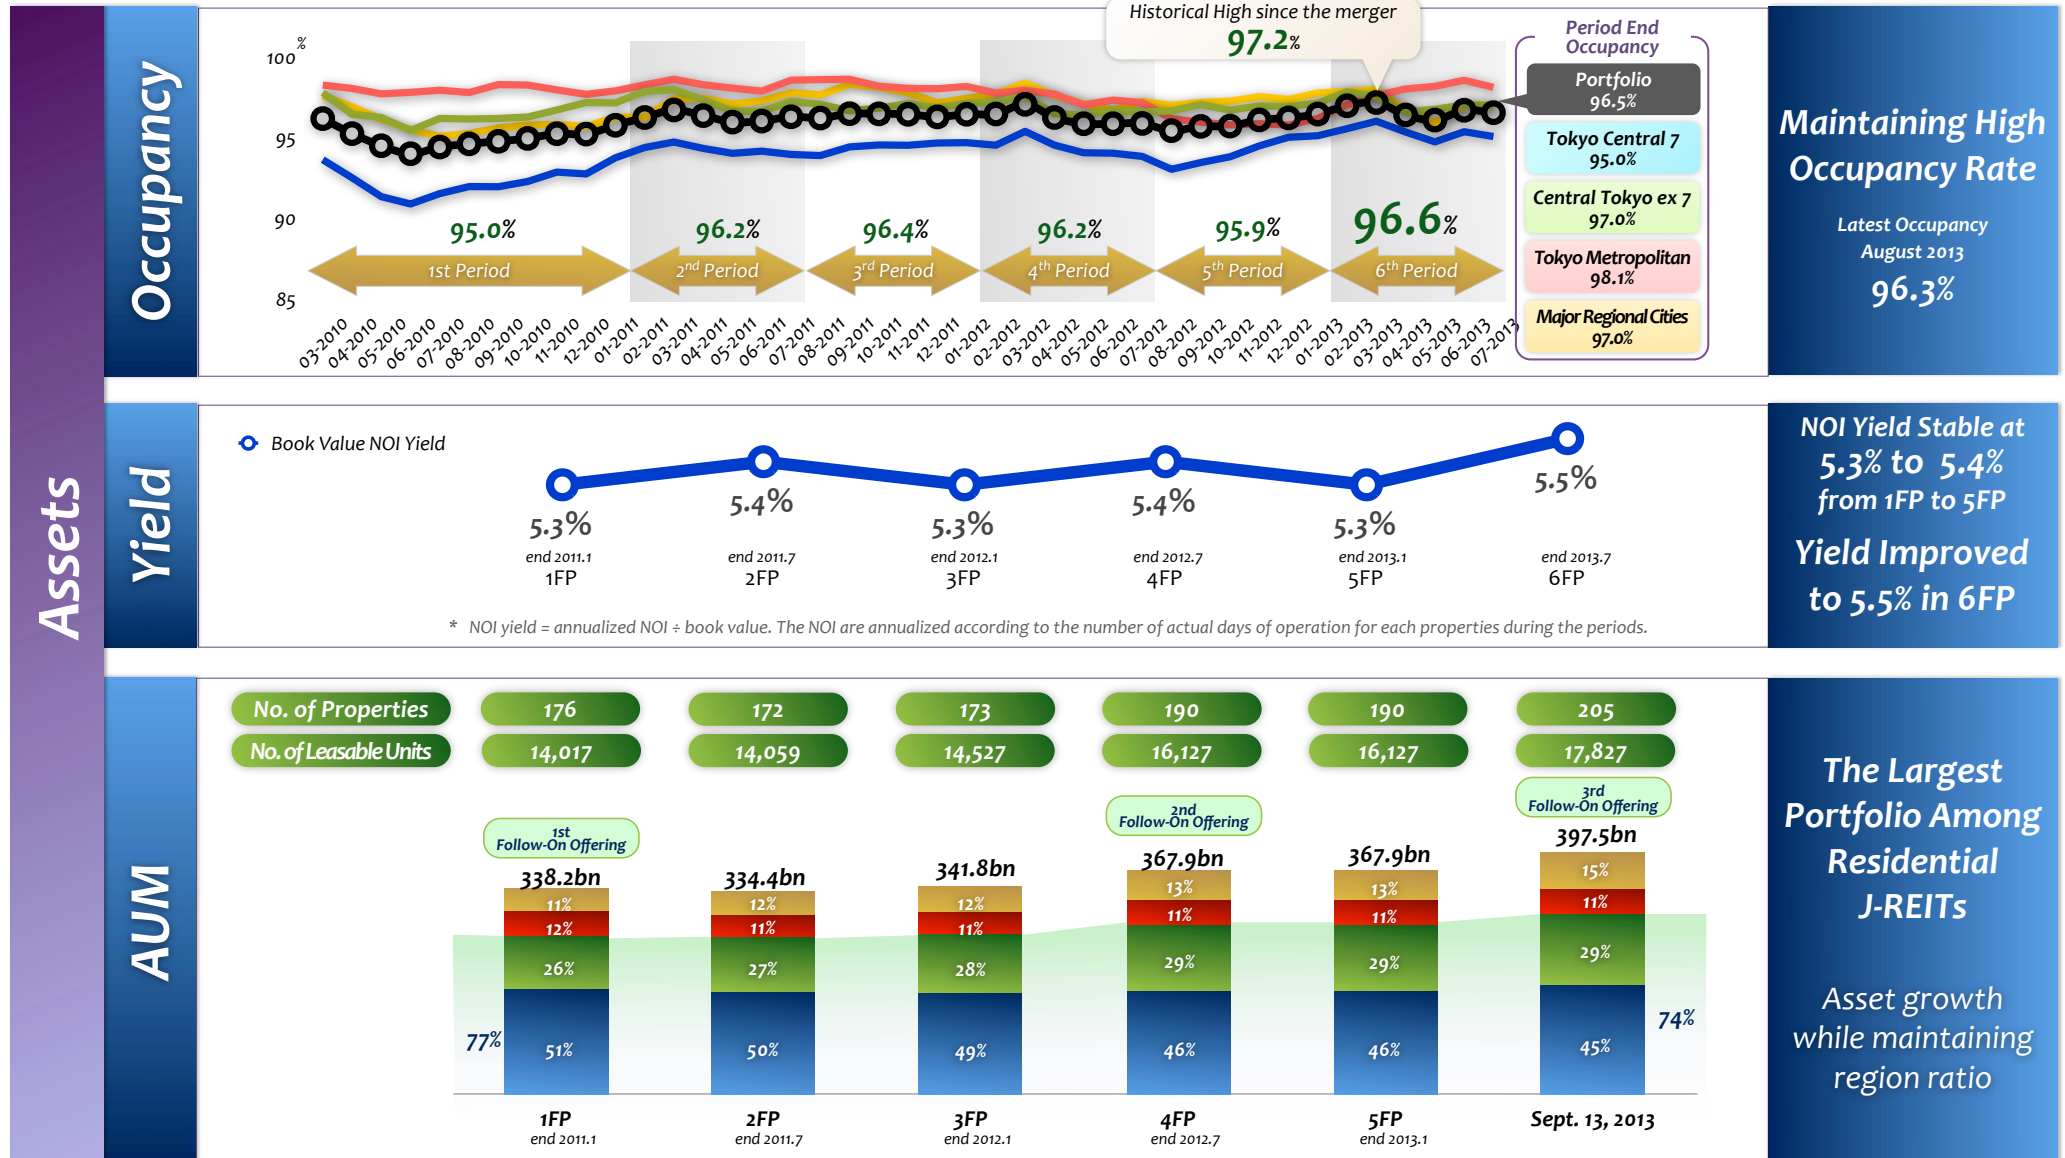 Assets
Occupancy
%
100
95
90
85
Historical High since the merger
97.2%
95.0%
96.2%
96.4%
96.2%
95.9%
96.6%
1st Period
2nd Period
3rd Period
4th Period
5th Period
6th Period
03-2010
04-2010
05-2010
06-2010
07-2010
08-2010
09-2010
10-2010
11-2010
12-2010
01-2011
02-2011
03-2011
04-2011
05-2011
06-2011
07-2011
08-2011
09-2011
10-2011
11-2011
12-2011
01-2012
02-2012
03-2012
04-2012
05-2012
06-2012
07-2012
08-2012
09-2012
10-2012
11-2012
12-2012
01-2013
02-2013
03-2013
04-2013
05-2013
06-2013
07-2013
Period End
Occupancy
Portfolio
96.5%
Tokyo Central 7
95.0%
Central Tokyo ex 7
97.0%
Tokyo Metropolitan
98.1%
Major Regional Cities
97.0%
Maintaining High
Occupancy Rate
Latest Occupancy
August 2013
96.3%
Yield
Book Value NOI Yield
5.3%
5.4%
5.3%
5.4%
5.3%
5.5%
end 2011.1
end 2011.7
end 2012.1
end 2012.7
end 2013.1
end 2013.7
1FP
2FP
3FP
4FP
5FP
6FP
* NOI yield = annualized NOI ÷ book value. The NOI are annualized according to the number of actual days of operation for each properties during the periods.
NOI Yield Stable at
5.3% to 5.4%
from 1FP to 5FP
Yield Improved
to 5.5% in 6FP
AUM
No. of Properties
176
172
173
190
190
205
No. of Leasable Units
14,017
14,059
14,527
16,127
16,127
17,827
1st
Follow-On Offering
2nd
Follow-On Offering
3rd
Follow-On Offering
338.2bn
334.4bn
341.8bn
367.9bn
367.9bn
397.5bn
11%
12%
12%
13%
13%
15%
12%
11%
11%
11%
11%
11%
26%
27%
28%
29%
29%
29%
77%
51%
50%
49%
46%
46%
45%
74%
1FP
2FP
3FP
4FP
5FP
Sept. 13, 2013
end 2011.1
end 2011.7
end 2012.1
end 2012.7
end 2013.1
The Largest
Portfolio Among
Residential
J-REITs
Asset growth
while maintaining
region ratio